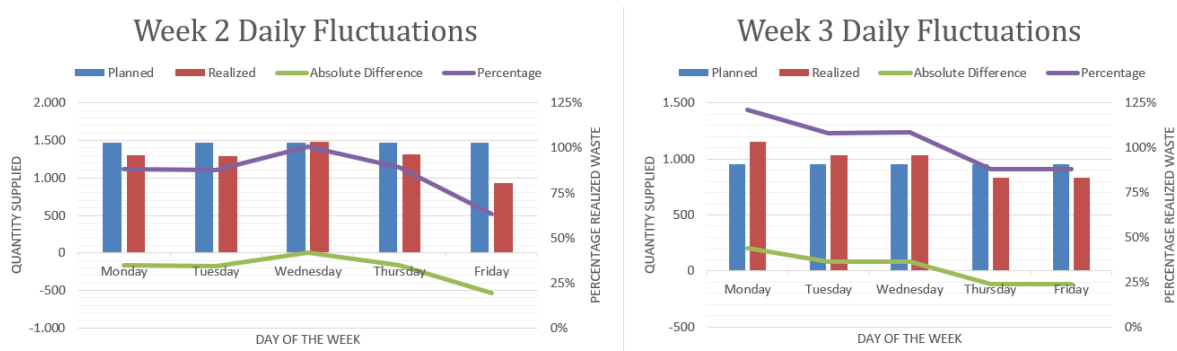 Week 2 Daily Fluctuations
Planned Realized Absolute Difference Percentage
2.000
1.500
1.000
500
0
-500
-1.000
125%
100%
75%
50%
25%
0%
QUANTITY SUPPLIED
PERCENTAGE REALIZED WASTE
Monday Tuesday Wednesday Thursday Friday
DAY OF THE WEEK
Week 3 Daily Fluctuations
Planned Realized Absolute Difference Percentage
1.500
1.000
500
0
-500
125%
100%
75%
50%
25%
0%
QUANTITY SUPPLIED
PERCENTAGE REALIZED WASTE
Monday Tuesday Wednesday Thursday Friday
DAY OF THE WEEK